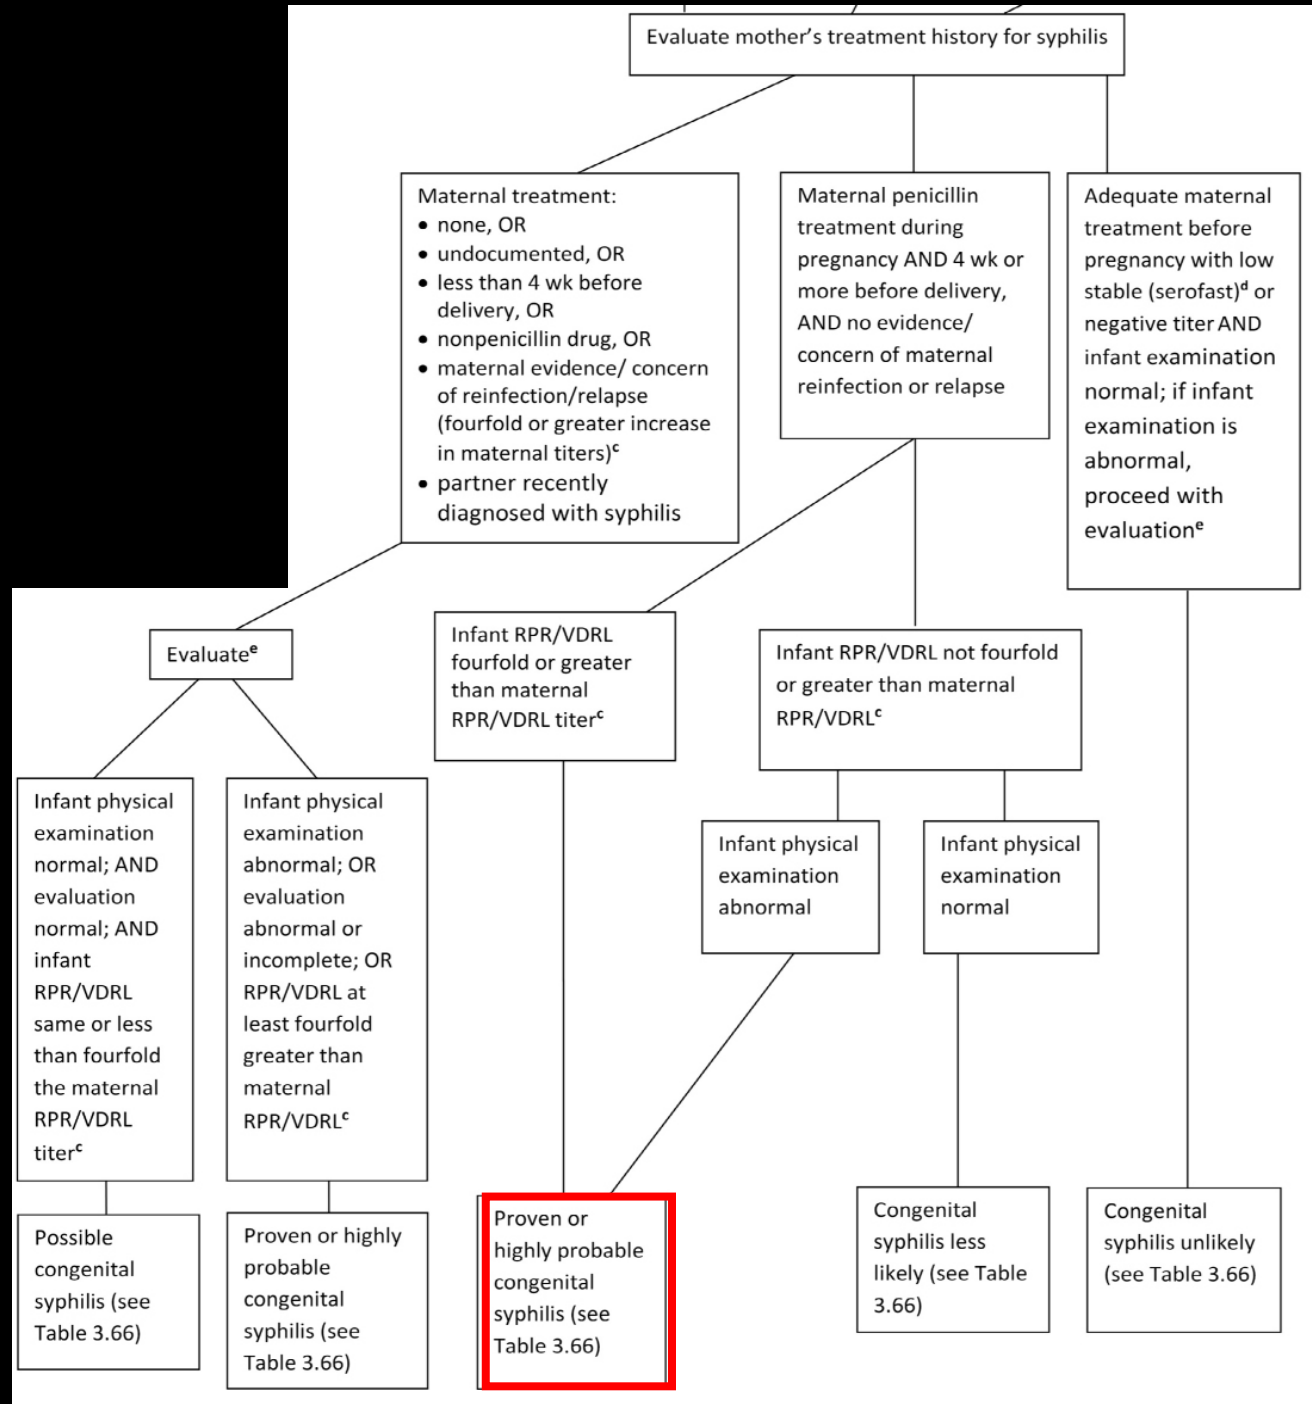 Evaluate mother's treatment history for syphilis
Maternal treatment:
• none, OR
• undocumented, OR
• less than 4 wk before
delivery, OR
• nonpenicillin drug, OR
• maternal evidence/ concern
of reinfection/relapse
(fourfold or greater increase
in maternal titers)c
• partner recently
diagnosed with syphilis
Maternal penicillin
treatment during
pregnancy AND 4 wk or
more before delivery,
AND no evidence/
concern of maternal
reinfection or relapse
Adequate maternal
treatment before
pregnancy with low
stable (serofast)d or
negative titer AND
infant examination
normal; if infant
examination is
abnormal,
proceed with
evaluatione
Evaluatee
Infant RPR/VDRL
fourfold or greater
than maternal
RPR/VDRL titerc
Infant RPR/VDRL not fourfold
or greater than maternal
RPR/VDRLc
Infant physical
examination
normal; AND
evaluation
normal; AND
infant
RPR/VDRL
same or less
than fourfold
the maternal
RPR/VDRL
titerc
Infant physical
examination
abnormal; OR
evaluation
abnormal or
incomplete; OR
RPR/VDRL at
least fourfold
greater than
maternal
RPR/VDRLc
Infant physical
examination
abnormal
Infant physical
examination
normal
Possible
congenital
syphilis (see
Table 3.66)
Proven or highly
probable
congenital
syphilis (see
Table 3.66)
Proven or
highly probable
congenital
syphilis (see
Table 3.66)
Congenital
syphilis less
likely (see Table
3.66)
Congenital
syphilis unlikely
(see Table 3.66)